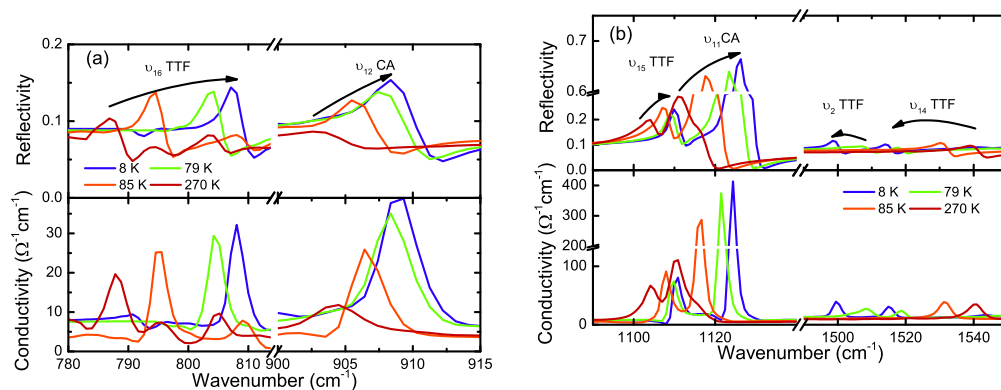 (a)
υ16 TTF
υ12 CA
Reflectivity
0.2
0.1
0.0
8 K
79 K
85 K
270 K
Conductivity (Ω-1cm-1)
30
20
10
0
780 790 800 810 900 905 910 915
Wavenumber (cm-1)
(b)
υ11CA
υ15 TTF
υ2 TTF
υ14 TTF
Reflectivity
0.7
0.6
0.2
0.1
0.0
8 K
79 K
85 K
270 K
Conductivity (Ω-1cm-1)
400
300
200
100
50
0
1100 1120 1500 1520 1540
Wavenumber (cm-1)